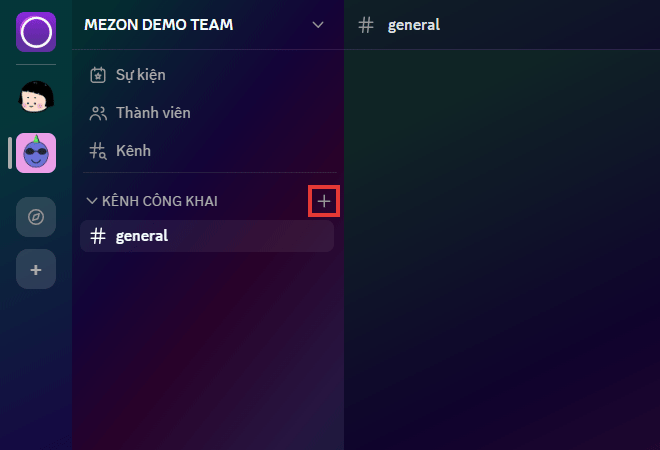 MEZON DEMO TEAM
general
Sự kiện
Thành viên
Kênh
KÊNH CÔNG KHAI
general